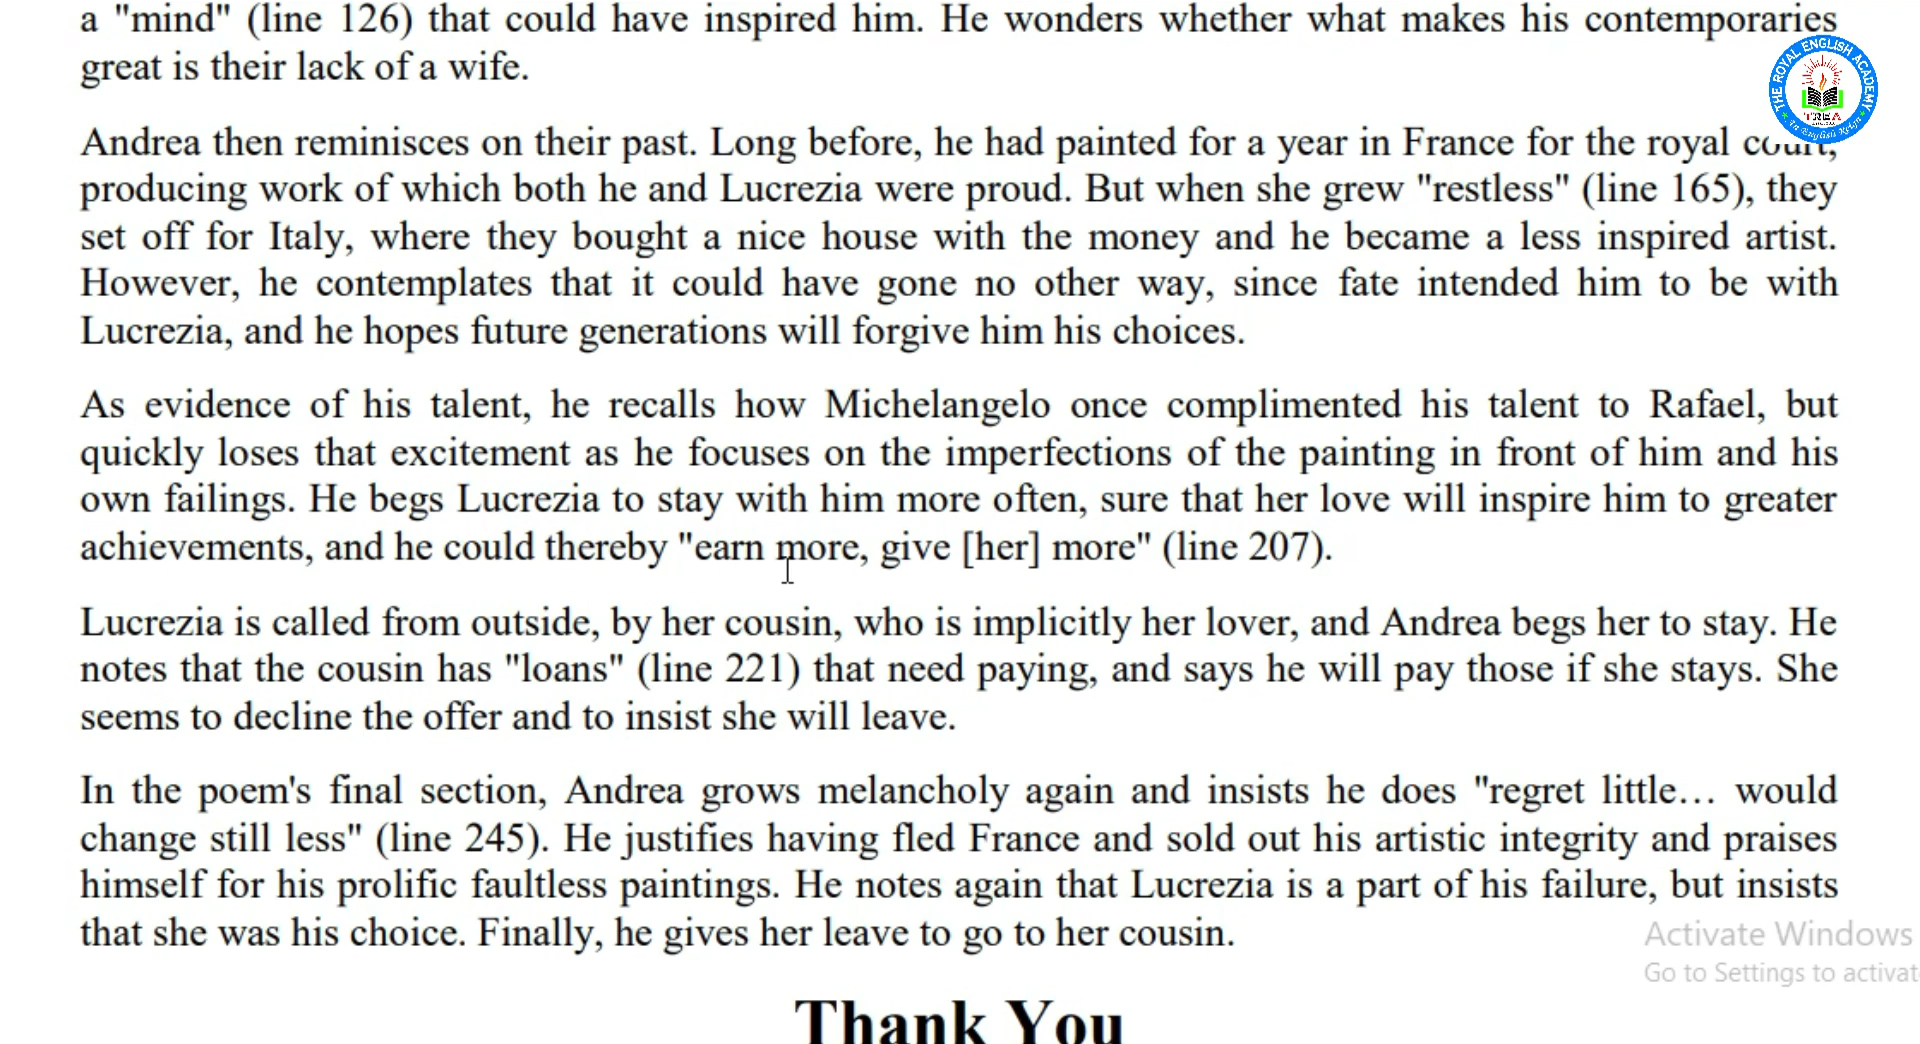 a "mind" (line 126) that could have inspired him. He wonders whether what makes his contemporaries
great is their lack of a wife.
THE ROYAL ENGLISH ACADEMY
TREA
Andrea then reminisces on their past. Long before, he had painted for a year in France for the royal court,
producing work of which both he and Lucrezia were proud. But when she grew "restless" (line 165), they
set off for Italy, where they bought a nice house with the money and he became a less inspired artist.
However, he contemplates that it could have gone no other way, since fate intended him to be with
Lucrezia, and he hopes future generations will forgive him his choices.
As evidence of his talent, he recalls how Michelangelo once complimented his talent to Rafael, but
quickly loses that excitement as he focuses on the imperfections of the painting in front of him and his
own failings. He begs Lucrezia to stay with him more often, sure that her love will inspire him to greater
achievements, and he could thereby "earn more, give [her] more" (line 207).
Lucrezia is called from outside, by her cousin, who is implicitly her lover, and Andrea begs her to stay. He
notes that the cousin has "loans" (line 221) that need paying, and says he will pay those if she stays. She
seems to decline the offer and to insist she will leave.
In the poem's final section, Andrea grows melancholy again and insists he does "regret little… would
change still less" (line 245). He justifies having fled France and sold out his artistic integrity and praises
himself for his prolific faultless paintings. He notes again that Lucrezia is a part of his failure, but insists
that she was his choice. Finally, he gives her leave to go to her cousin.
Activate Windows
Go to Settings to activat
Thank You